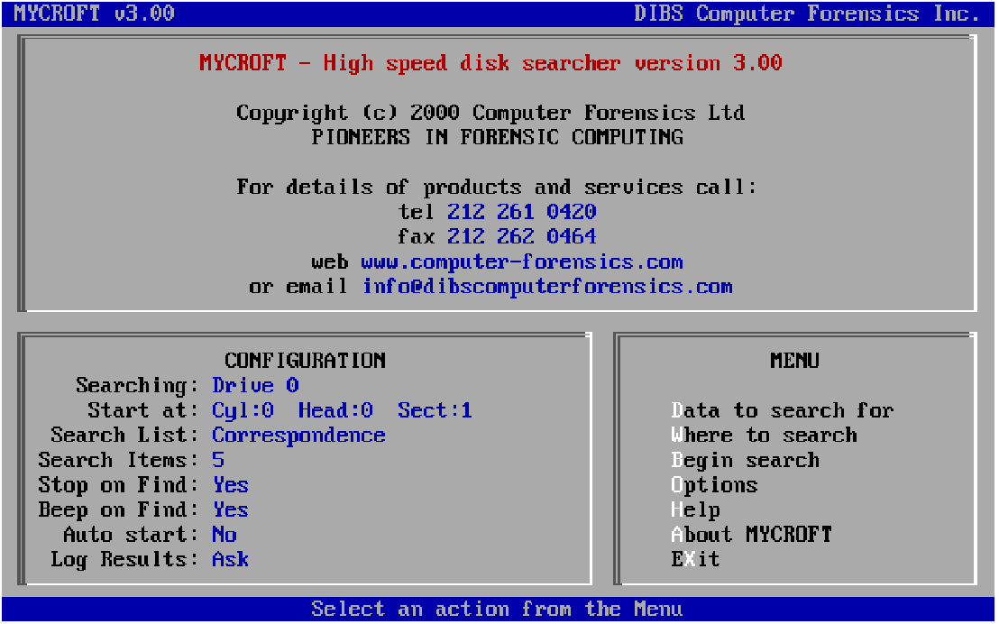 MYCROFT v3.00 DIBS Computer Forensics Inc.
MYCROFT - High speed disk searcher version 3.00
Copyright (c) 2000 Computer Forensics Ltd
PIONEERS IN FORENSIC COMPUTING
For details of products and services call:
tel 212 261 0420
fax 212 262 0464
web www.computer-forensics.com
or email info@dibscomputerforensics.com
CONFIGURATION
Searching: Drive 0
Start at: Cyl:0 Head:0 Sect:1
Search List: Correspondence
Search Items: 5
Stop on Find: Yes
Beep on Find: Yes
Auto start: No
Log Results: Ask
MENU
Data to search for
Where to search
Begin search
Options
Help
About MYCROFT
EXit
Select an action from the Menu